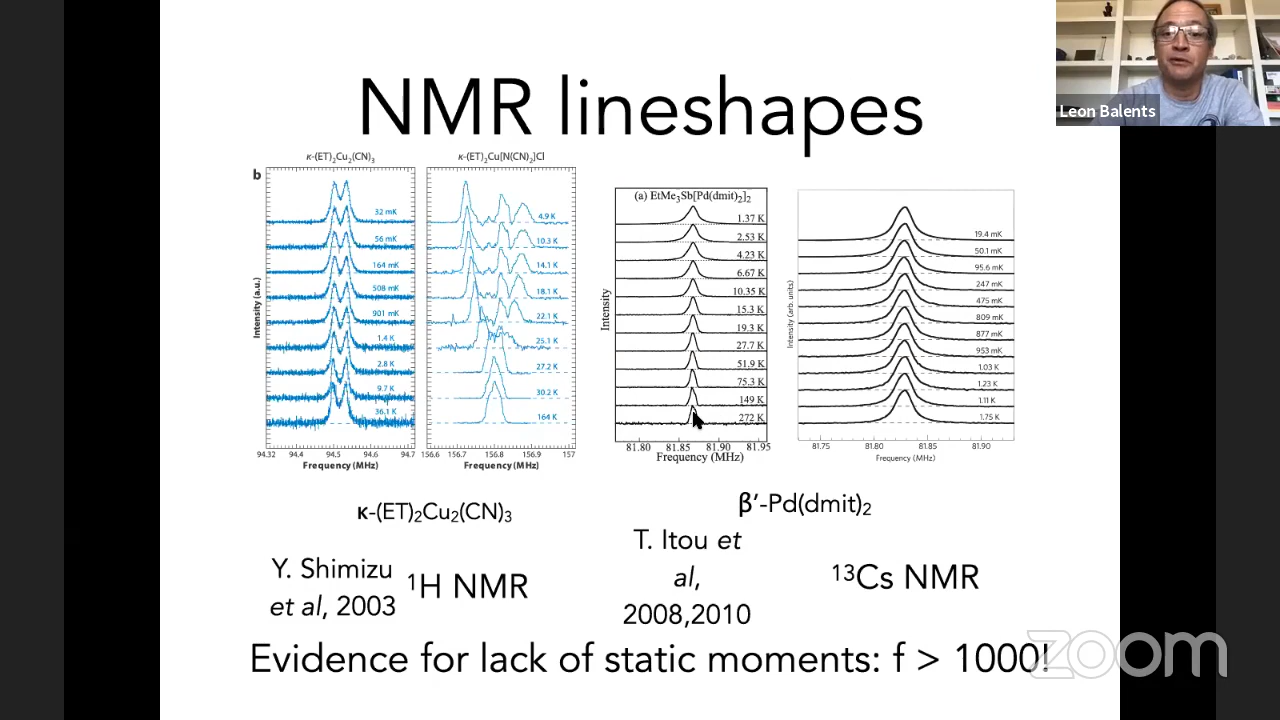 NMR lineshapes
Leon Balents
b
κ-(ET)₂Cu₂(CN)₃
κ-(ET)₂Cu[N(CN)₂]Cl
Intensity (a.u.)
32 mK
56 mK
164 mK
508 mK
901 mK
1.4 K
2.8 K
9.7 K
36.1 K
94.32 94.4 94.5 94.6 94.7
Frequency (MHz)
4.9 K
10.3 K
14.1 K
18.1 K
22.1 K
25.1 K
27.2 K
30.2 K
164 K
156.6 156.7 156.8 156.9 157
Frequency (MHz)
(a) EtMe₃Sb[Pd(dmit)₂]₂
Intensity
1.37 K
2.53 K
4.23 K
6.67 K
10.35 K
15.3 K
19.3 K
27.7 K
51.9 K
75.3 K
149 K
272 K
81.80 81.85 81.90 81.95
Frequency (MHz)
Intensity (arb. units)
19.4 mK
50.1 mK
95.6 mK
247 mK
475 mK
809 mK
877 mK
953 mK
1.03 K
1.23 K
1.11 K
1.75 K
81.75 81.80 81.85 81.90
Frequency (MHz)
κ-(ET)₂Cu₂(CN)₃
β’-Pd(dmit)₂
Y. Shimizu
et al, 2003
¹H NMR
T. Itou et
al,
2008,2010
¹³Cs NMR
Evidence for lack of static moments: f > 1000!
zoom